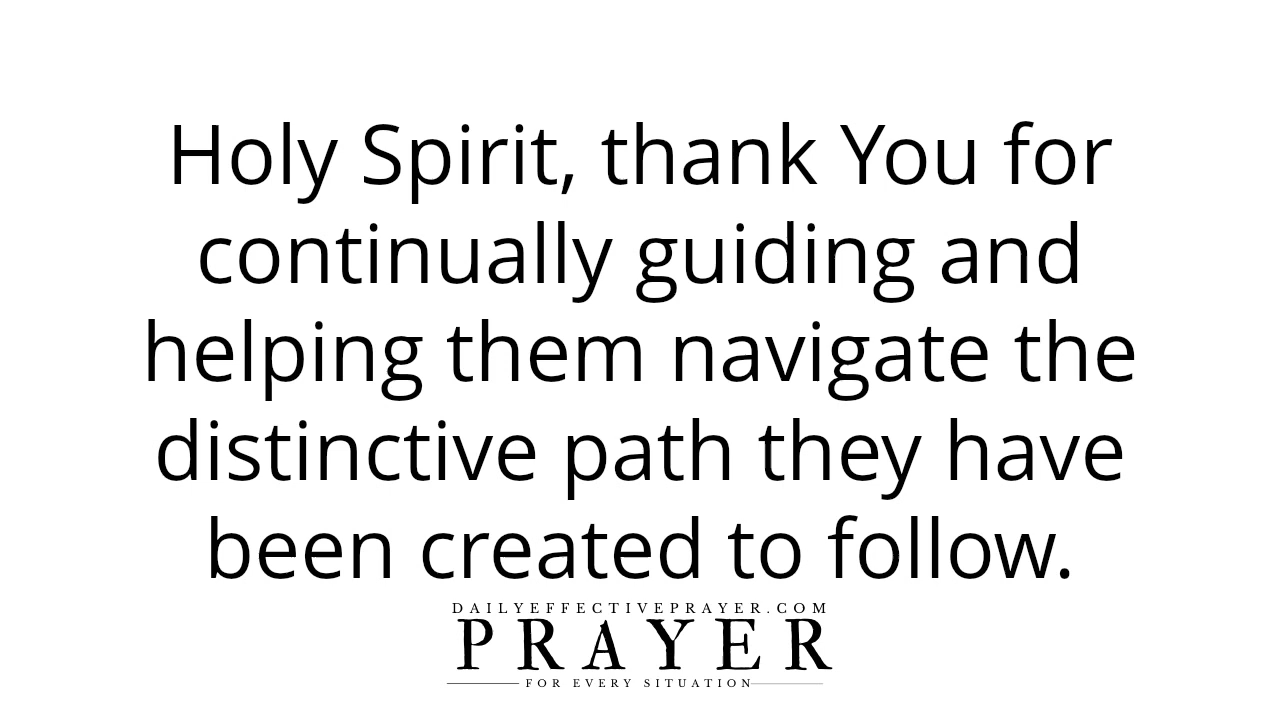 Holy Spirit, thank You for
continually guiding and
helping them navigate the
distinctive path they have
been created to follow.
DAILYEFFECTIVEPRAYER.COM
PRAYER
FOR EVERY SITUATION